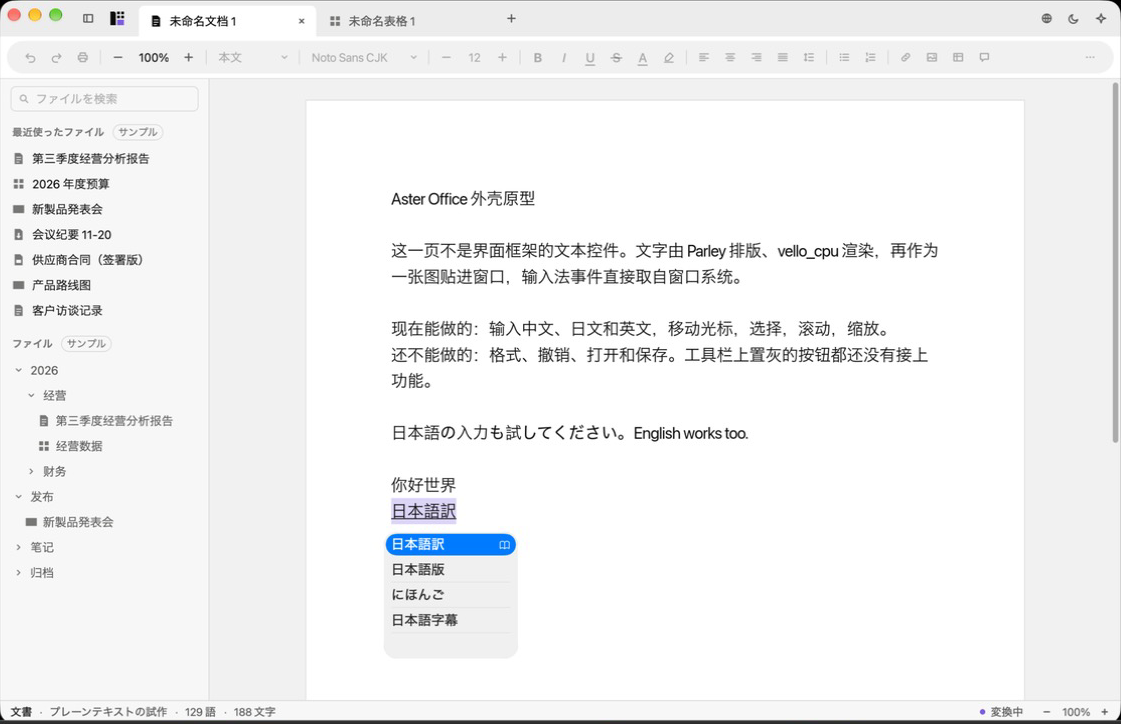 未命名文档 1
未命名表格 1
100%
本文
Noto Sans CJK
12
B I U S A
ファイルを検索
最近使ったファイル サンプル
第三季度经营分析报告
2026 年度预算
新製品発表会
会议纪要 11-20
供应商合同（签署版）
产品路线图
客户访谈记录
ファイル サンプル
2026
经营
第三季度经营分析报告
经营数据
财务
发布
新製品発表会
笔记
归档
Aster Office 外壳原型
这一页不是界面框架的文本控件。文字由 Parley 排版、vello_cpu 渲染，再作为
一张图贴进窗口，输入法事件直接取自窗口系统。
现在能做的：输入中文、日文和英文，移动光标，选择，滚动，缩放。
还不能做的：格式、撤销、打开和保存。工具栏上置灰的按钮都还没有接上
功能。
日本語の入力も試してください。English works too.
你好世界
日本語訳
日本語訳
日本語版
にほんご
日本語字幕
文書 · プレーンテキストの試作 · 129 語 · 188 文字
変換中
100%